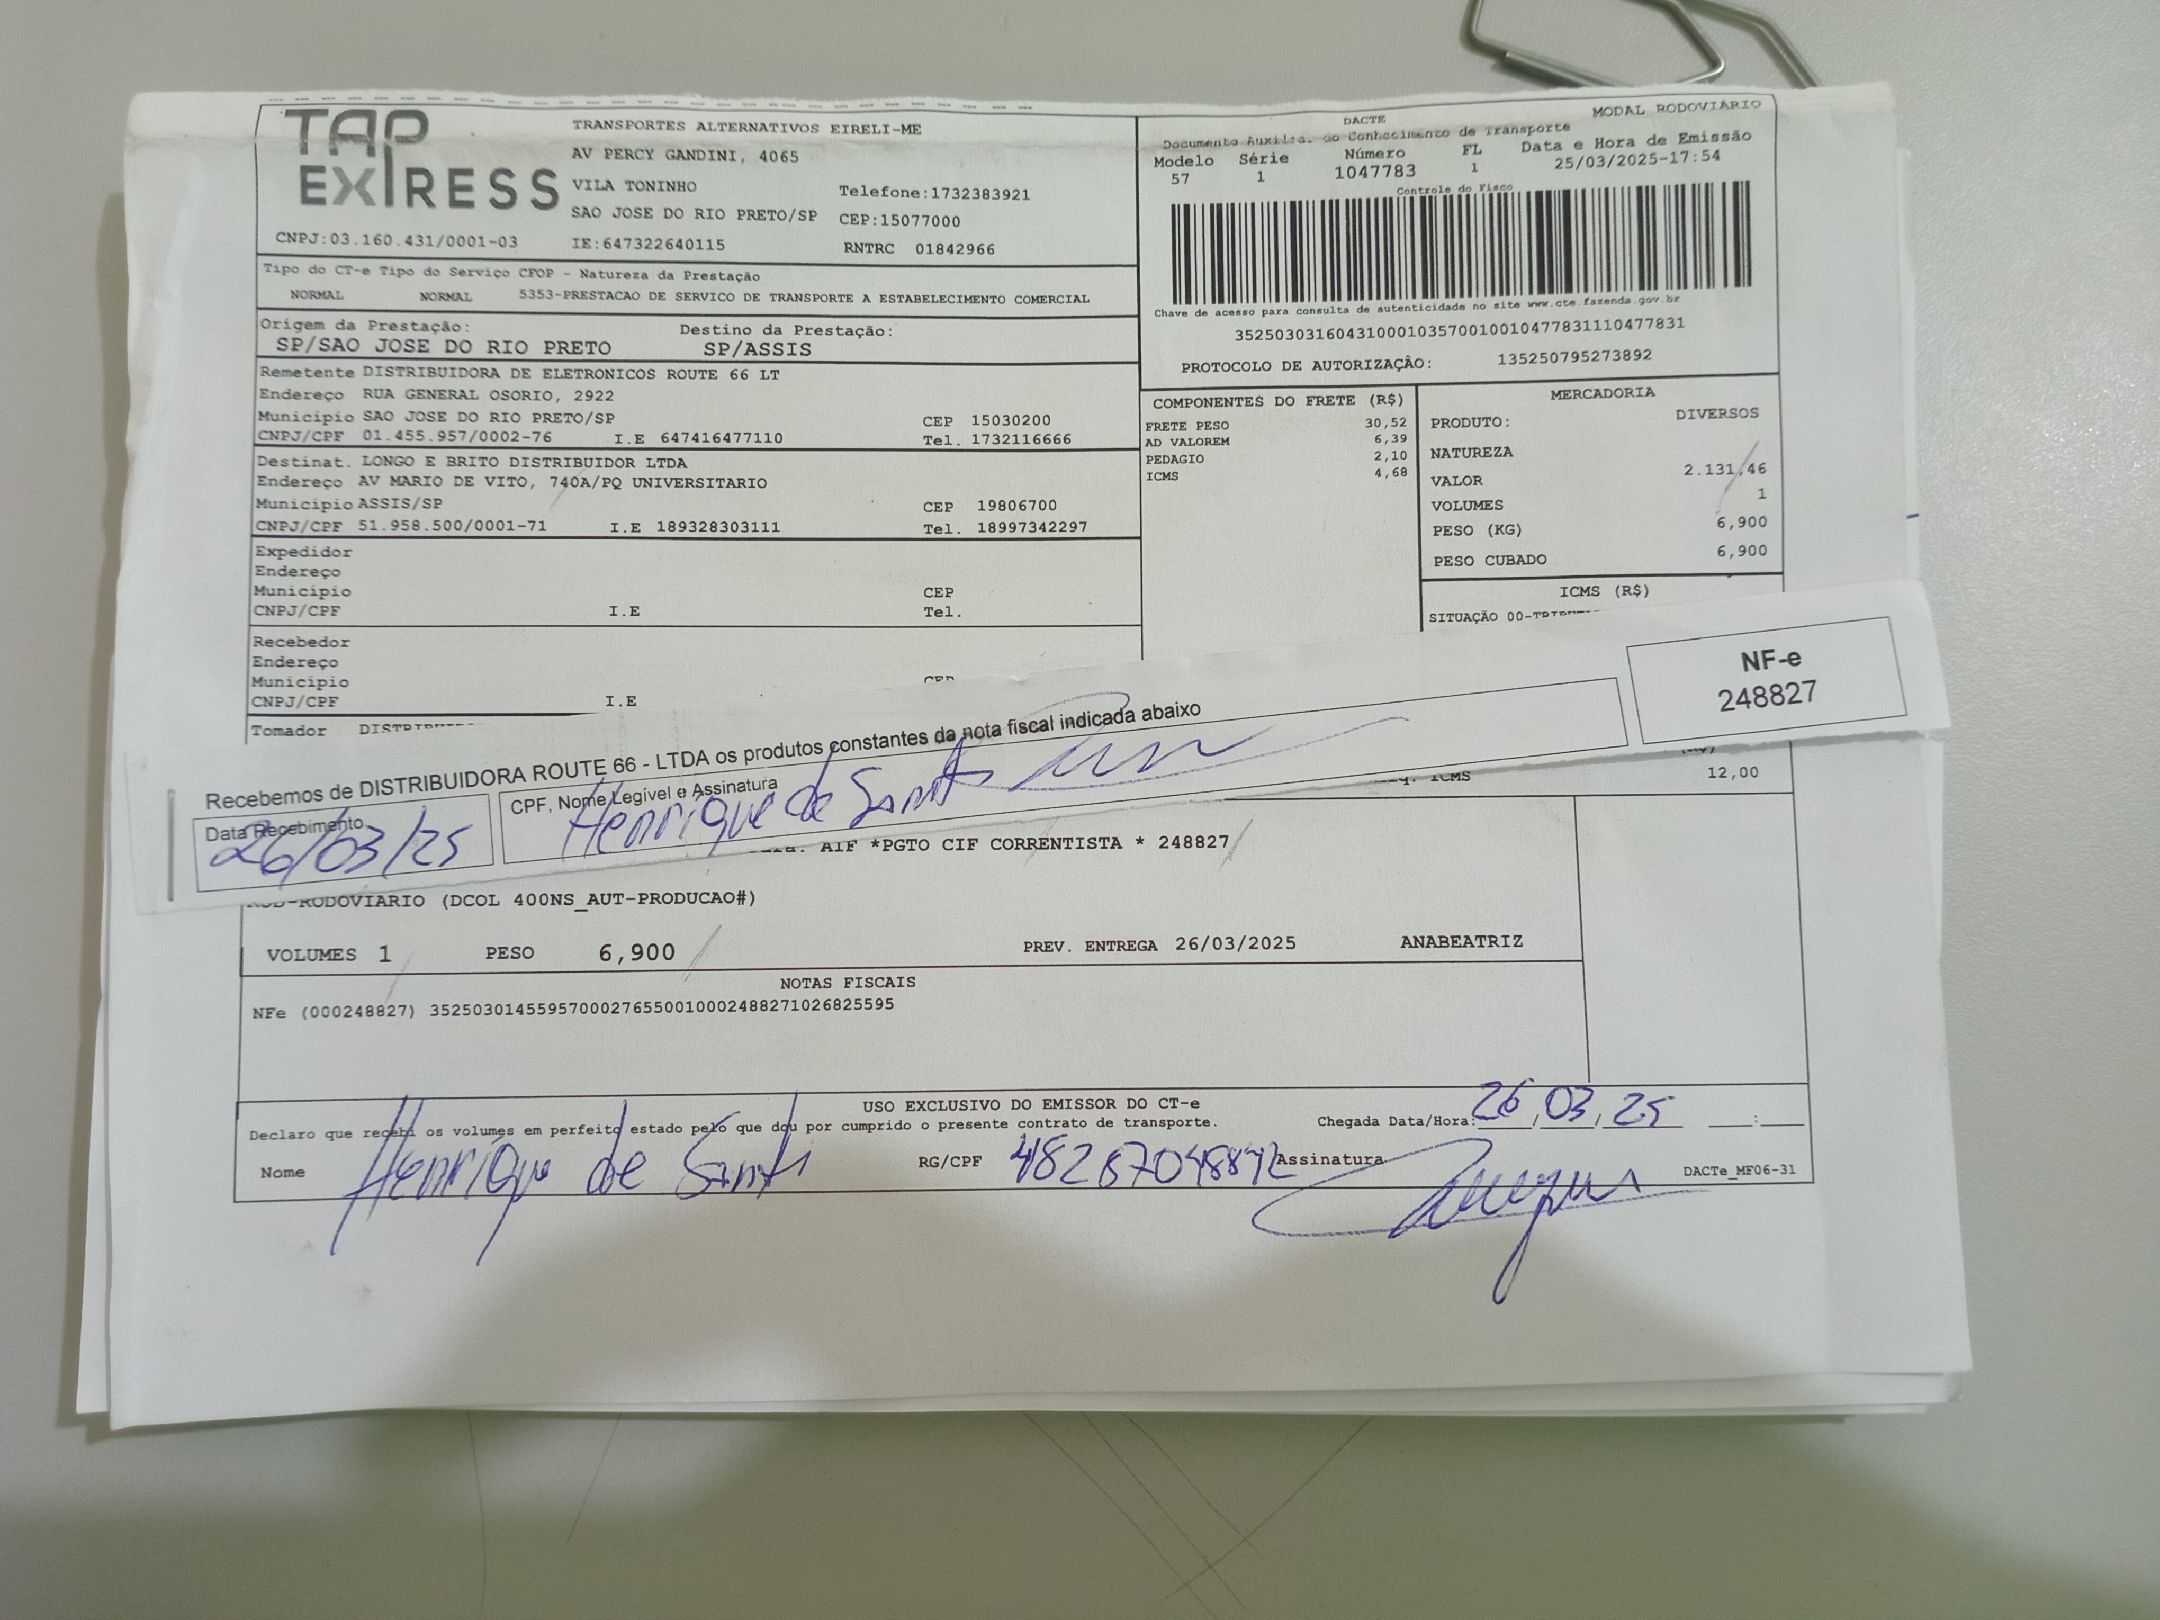 TAP EXPRESS
TRANSPORTES ALTERNATIVOS EIRELI-ME
AV PERCY GANDINI, 4065
VILA TONINHO
Telefone:1732383921
SAO JOSE DO RIO PRETO/SP CEP:15077000
CNPJ:03.160.431/0001-03 IE:647322640115 RNTRC 01842966
Tipo do CT-e Tipo do Serviço CFOP - Natureza da Prestação
NORMAL NORMAL 5353-PRESTACAO DE SERVICO DE TRANSPORTE A ESTABELECIMENTO COMERCIAL
Origem da Prestação: Destino da Prestação:
SP/SAO JOSE DO RIO PRETO SP/ASSIS
Remetente DISTRIBUIDORA DE ELETRONICOS ROUTE 66 LT
Endereço RUA GENERAL OSORIO, 2922
Municipio SAO JOSE DO RIO PRETO/SP CEP 15030200
CNPJ/CPF 01.455.957/0002-76 I.E 647416477110 Tel. 1732116666
Destinat. LONGO E BRITO DISTRIBUIDOR LTDA
Endereço AV MARIO DE VITO, 740A/PQ UNIVERSITARIO
Municipio ASSIS/SP CEP 19806700
CNPJ/CPF 51.958.500/0001-71 I.E 189328303111 Tel. 18997342297
Expedidor
Endereço
Municipio CEP
CNPJ/CPF I.E Tel.
Recebedor
Endereço
Municipio CEP
CNPJ/CPF I.E
Tomador
DACTE MODAL RODOVIÁRIO
Documento Auxiliar do Conhecimento de Transporte
Modelo Série Número FL Data e Hora de Emissão
57 1 1047783 1 25/03/2025-17:54
Controle do Fisco
Chave de acesso para consulta de autenticidade no site www.cte.fazenda.gov.br
35250303160431000103570010010477831110477831
PROTOCOLO DE AUTORIZAÇÂO: 135250795273892
COMPONENTES DO FRETE (R$)
FRETE PESO 30,52
AD VALOREM 6,39
PEDAGIO 2,10
ICMS 4,68
MERCADORIA
PRODUTO: DIVERSOS
NATUREZA
VALOR 2.131,46
VOLUMES 1
PESO (KG) 6,900
PESO CUBADO 6,900
ICMS (R$)
SITUAÇÃO
Recebemos de DISTRIBUIDORA ROUTE 66 - LTDA os produtos constantes da nota fiscal indicada abaixo
Data Recebimento CPF, Nome Legível e Assinatura
26/03/25 Henrique de Santi
NF-e
248827
ICMS 12,00
*PGTO CIF CORRENTISTA * 248827
RODOVIARIO (DCOL 400NS_AUT-PRODUCAO#)
VOLUMES 1 PESO 6,900 PREV. ENTREGA 26/03/2025 ANABEATRIZ
NOTAS FISCAIS
NFe (000248827) 35250301455957000276550010002488271026825595
USO EXCLUSIVO DO EMISSOR DO CT-e
Declaro que recebi os volumes em perfeito estado pelo que dou por cumprido o presente contrato de transporte. Chegada Data/Hora: 26/03/25 __:__
Nome Henrique de Santi RG/CPF Assinatura DACTe_MF06-31